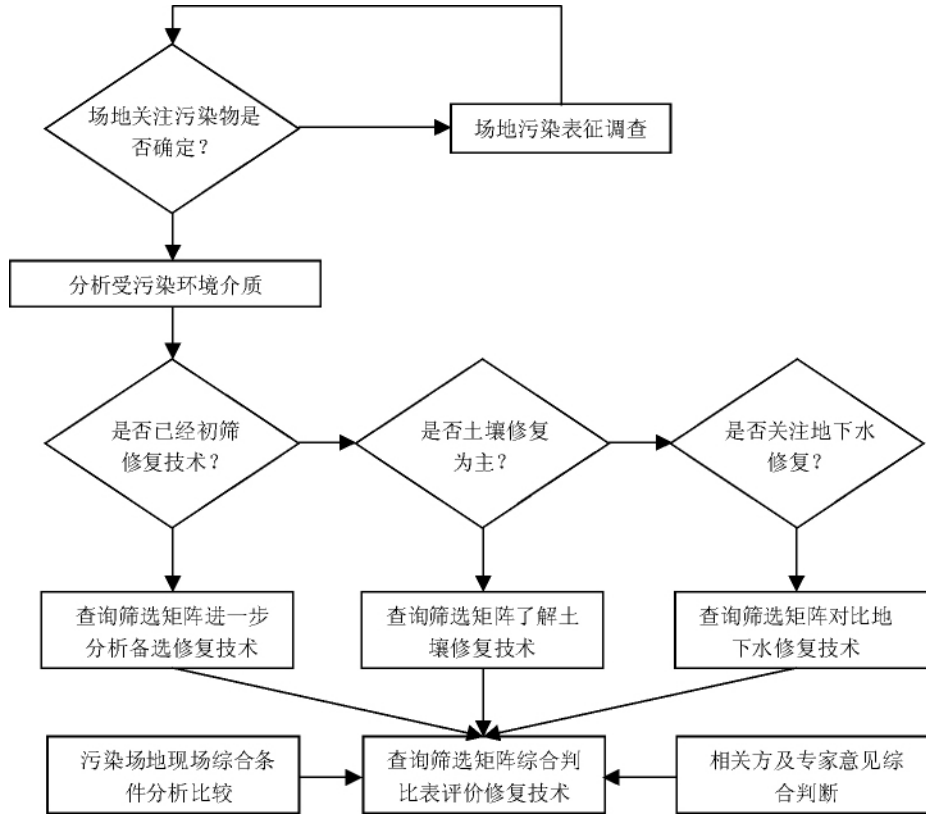 场地关注污染物是
否确定？
场地污染表征调查
分析受污染环境介质
是否已经初筛
修复技术？
是否土壤修复
为主？
是否关注地下水
修复？
查询筛选矩阵进一步
分析备选修复技术
查询筛选矩阵了解土
壤修复技术
查询筛选矩阵对比地
下水修复技术
污染场地现场综合条
件分析比较
查询筛选矩阵综合判
比表评价修复技术
相关方及专家意见综
合判断